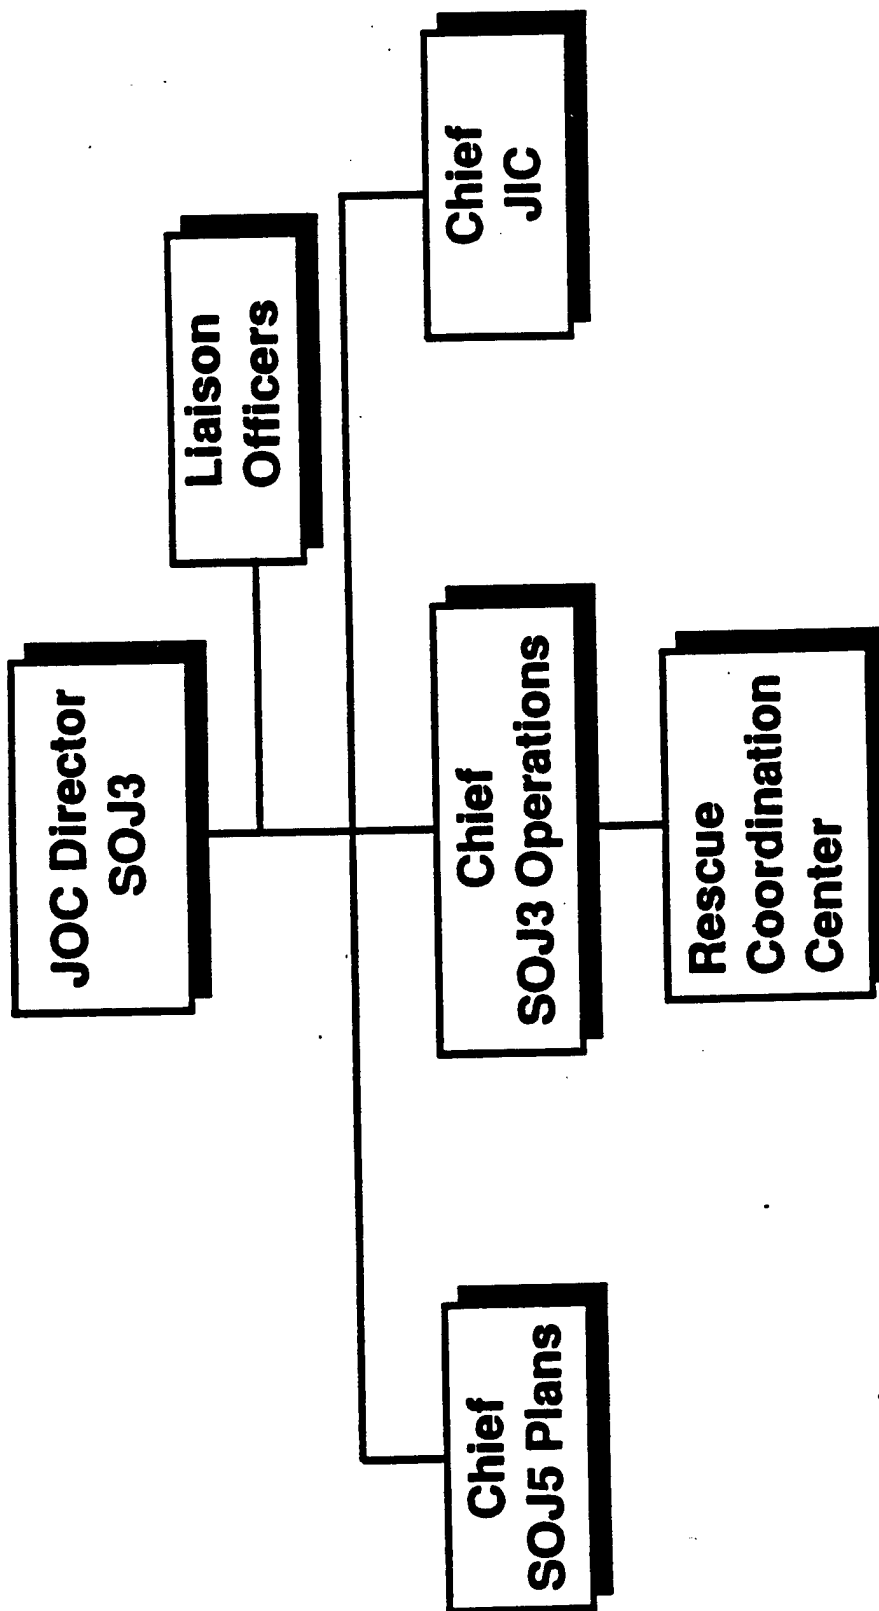 JOC Director
SOJ3
Liaison
Officers
Chief
SOJ5 Plans
Chief
SOJ3 Operations
Chief
JIC
Rescue
Coordination
Center